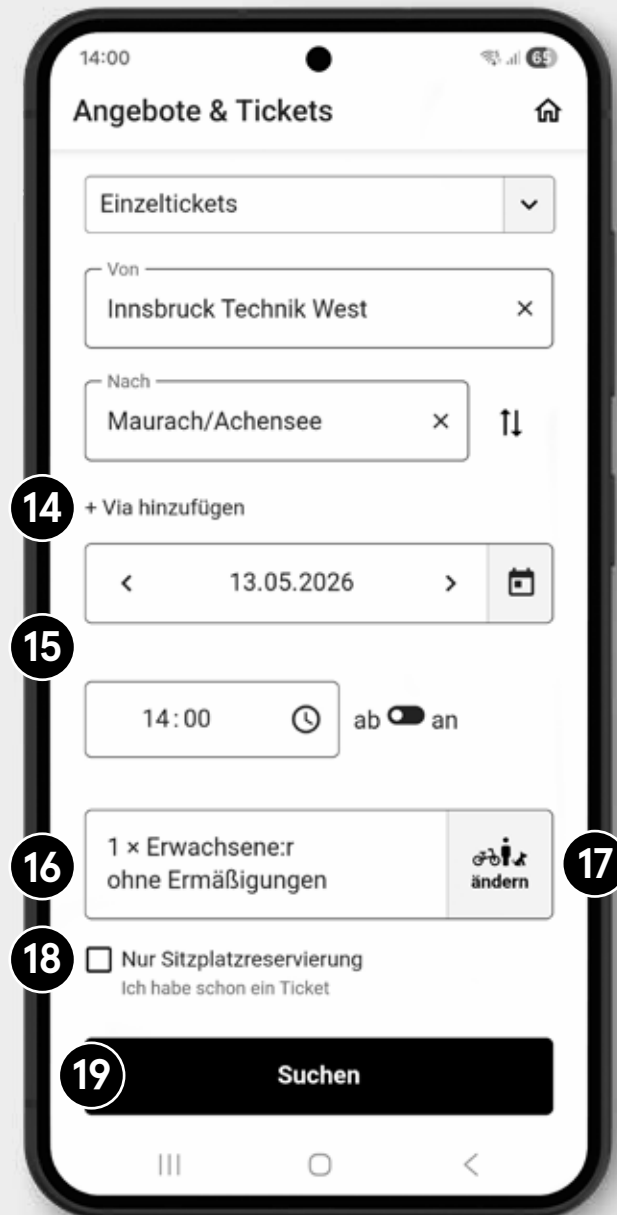 14:00
65
Angebote & Tickets
Einzeltickets
Von
Innsbruck Technik West
Nach
Maurach/Achensee
14
+ Via hinzufügen
13.05.2026
15
14:00
ab an
16
1 × Erwachsene:r
ohne Ermäßigungen
ändern
17
18
Nur Sitzplatzreservierung
Ich habe schon ein Ticket
19
Suchen